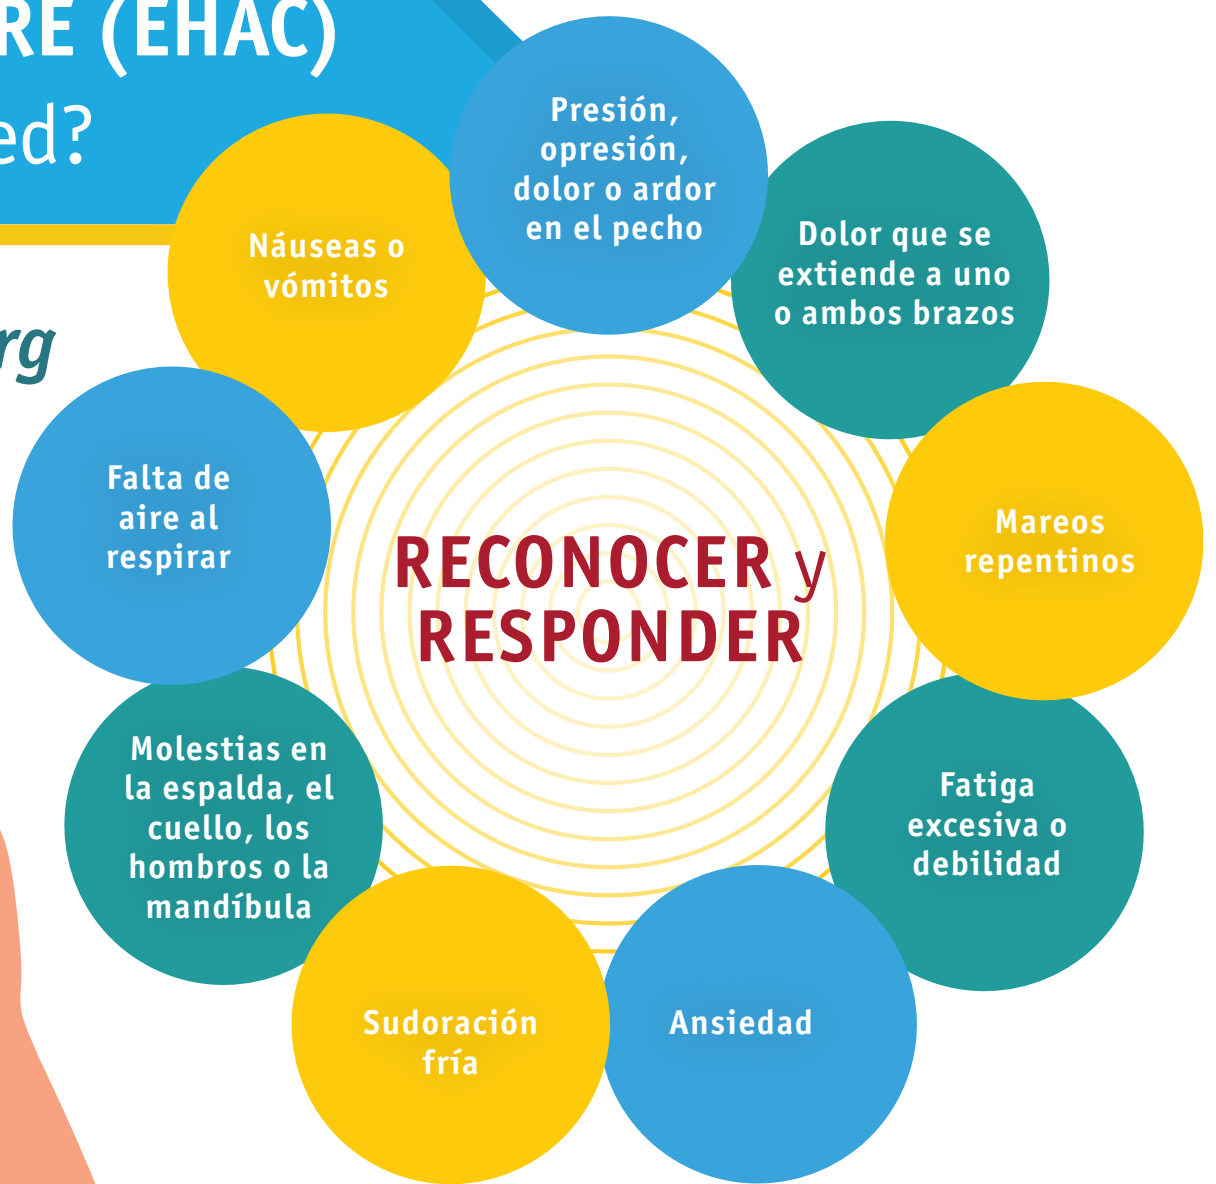 RE (EHAC)
ed?
rg
Presión,
opresión,
dolor o ardor
en el pecho
Dolor que se
extiende a uno
o ambos brazos
Mareos
repentinos
Fatiga
excesiva o
debilidad
Ansiedad
Sudoración
fría
Molestias en
la espalda, el
cuello, los
hombros o la
mandíbula
Falta de
aire al
respirar
Náuseas o
vómitos
RECONOCER y
RESPONDER